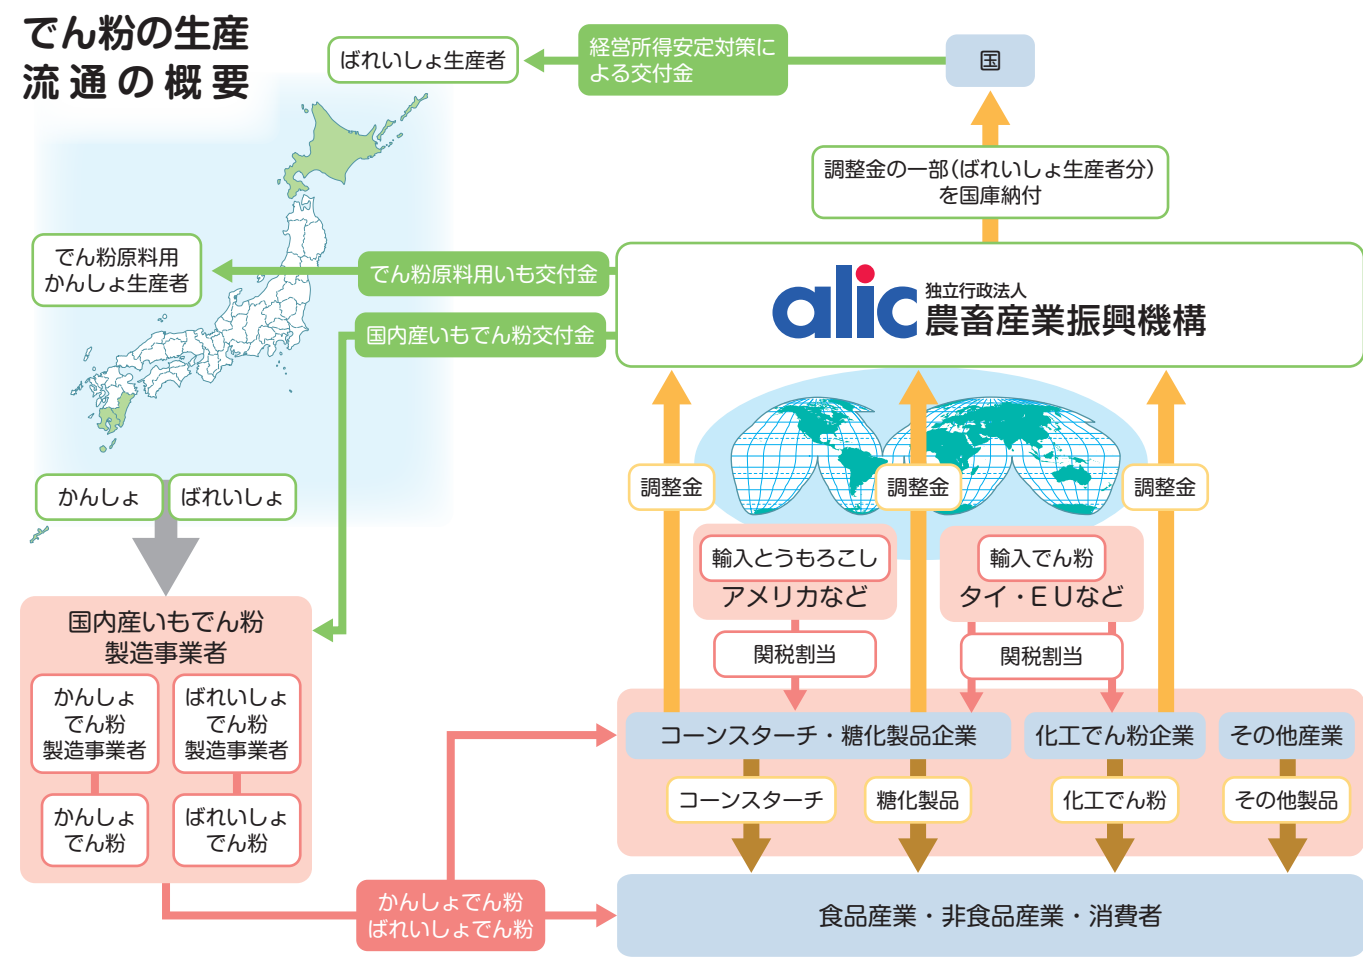 でん粉の生産
流通の概要
ばれいしょ生産者
経営所得安定対策に
よる交付金
国
調整金の一部(ばれいしょ生産者分)
を国庫納付
でん粉原料用
かんしょ生産者
でん粉原料用いも交付金
国内産いもでん粉交付金
alic
独立行政法人
農畜産業振興機構
調整金
調整金
調整金
かんしょ
ばれいしょ
輸入とうもろこし
アメリカなど
輸入でん粉
タイ・EUなど
関税割当
関税割当
国内産いもでん粉
製造事業者
かんしょ
でん粉
製造事業者
ばれいしょ
でん粉
製造事業者
かんしょ
でん粉
ばれいしょ
でん粉
コーンスターチ・糖化製品企業
化工でん粉企業
その他産業
コーンスターチ
糖化製品
化工でん粉
その他製品
かんしょでん粉
ばれいしょでん粉
食品産業・非食品産業・消費者